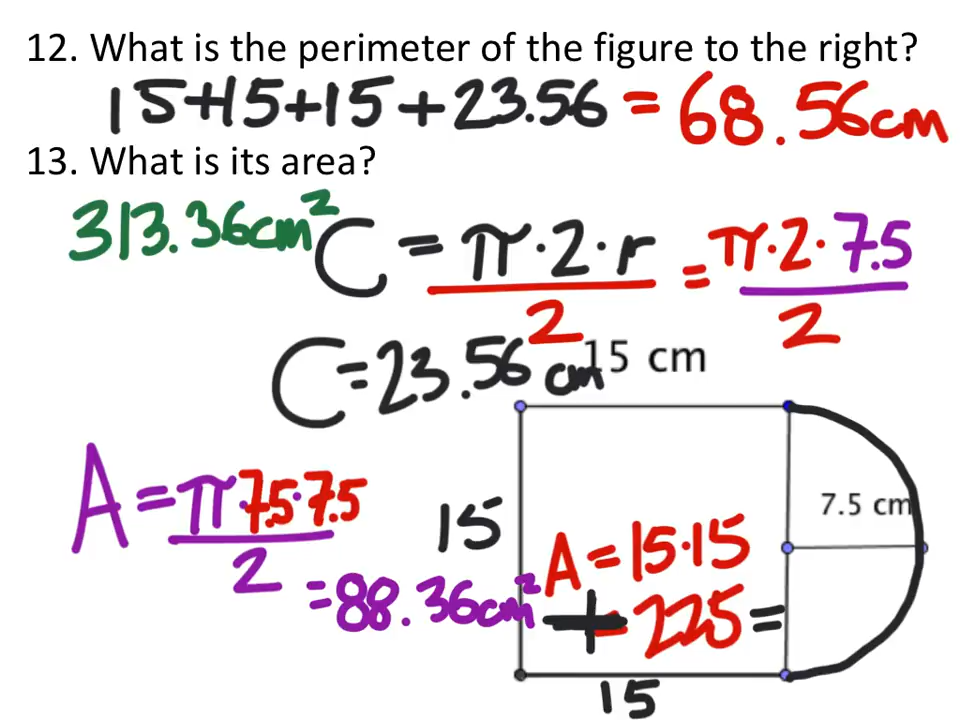 12. What is the perimeter of the figure to the right?
15+15+15+23.56 = 68.56cm
13. What is its area?
313.36cm²
C = π·2·r / 2 = π·2·7.5 / 2
C=23.56 cm
15 cm
A = π·7.5·7.5 / 2
= 88.36cm²
15
7.5 cm
A=15·15
+ = 225 =
15